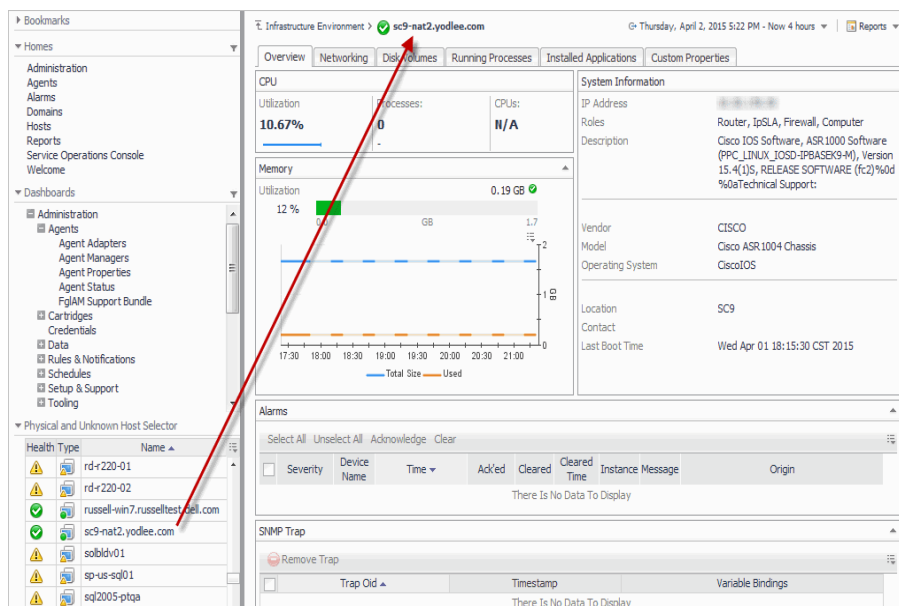 Bookmarks
Homes
Administration
Agents
Alarms
Domains
Hosts
Reports
Service Operations Console
Welcome
Dashboards
Administration
Agents
Agent Adapters
Agent Managers
Agent Properties
Agent Status
FglAM Support Bundle
Cartridges
Credentials
Data
Rules & Notifications
Schedules
Setup & Support
Tooling
Physical and Unknown Host Selector
Health Type Name
rd-r220-01
rd-r220-02
russell-win7.russelltest.dell.com
sc9-nat2.yodlee.com
solbldv01
sp-us-sql01
sql2005-ptqa
Infrastructure Environment > sc9-nat2.yodlee.com
Thursday, April 2, 2015 5:22 PM - Now 4 hours
Reports
Overview Networking Disk Volumes Running Processes Installed Applications Custom Properties
CPU
Utilization Processes: CPUs:
10.67% 0 N/A
-
Memory
Utilization 0.19 GB
12 %
0.0 GB 1.7
2
1 GB
0
17:30 18:00 18:30 19:00 19:30 20:00 20:30 21:00
Total Size Used
System Information
IP Address
Roles Router, IpSLA, Firewall, Computer
Description Cisco IOS Software, ASR1000 Software
(PPC_LINUX_IOSD-IPBASEK9-M), Version
15.4(1)S, RELEASE SOFTWARE (fc2)%0d
%0aTechnical Support:
Vendor CISCO
Model Cisco ASR1004 Chassis
Operating System CiscoIOS
Location SC9
Contact
Last Boot Time Wed Apr 01 18:15:30 CST 2015
Alarms
Select All Unselect All Acknowledge Clear
Severity Device Name Time Ack'ed Cleared Cleared Time Instance Message Origin
There Is No Data To Display
SNMP Trap
Remove Trap
Trap Oid Timestamp Variable Bindings
There Is No Data To Display